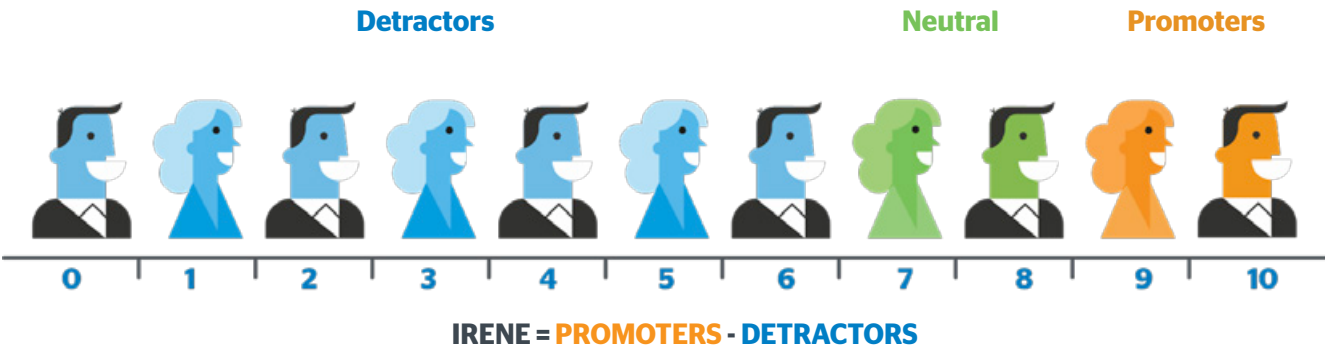 Detractors Neutral Promoters
0 1 2 3 4 5 6 7 8 9 10
IRENE = PROMOTERS - DETRACTORS